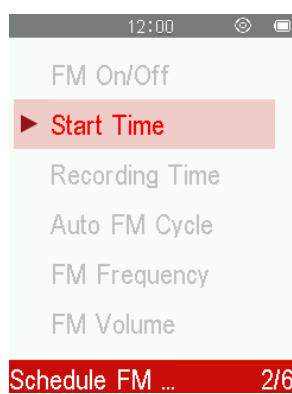 12:00
FM On/Off
Start Time
Recording Time
Auto FM Cycle
FM Frequency
FM Volume
Schedule FM ... 2/6